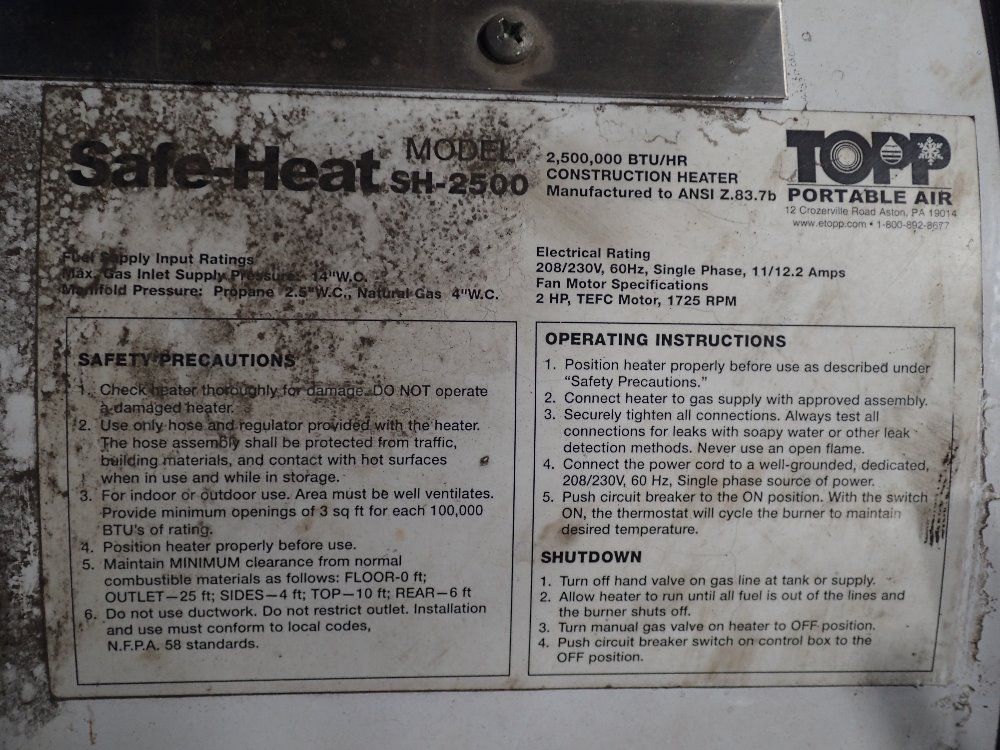 Safe-Heat MODEL
SH-2500
2,500,000 BTU/HR
CONSTRUCTION HEATER
Manufactured to ANSI Z.83.7b
TOPP
PORTABLE AIR
12 Crozerville Road Aston, PA 19014
www.etopp.com • 1-800-892-8677
Fuel Supply Input Ratings
Max. Gas Inlet Supply Pressure: 14"W.C.
Manifold Pressure: Propane 2.5"W.C., Natural Gas 4"W.C.
Electrical Rating
208/230V, 60Hz, Single Phase, 11/12.2 Amps
Fan Motor Specifications
2 HP, TEFC Motor, 1725 RPM
SAFETY PRECAUTIONS
1. Check heater thoroughly for damage. DO NOT operate
a damaged heater.
2. Use only hose and regulator provided with the heater.
The hose assembly shall be protected from traffic,
building materials, and contact with hot surfaces
when in use and while in storage.
3. For indoor or outdoor use. Area must be well ventilates.
Provide minimum openings of 3 sq ft for each 100,000
BTU's of rating.
4. Position heater properly before use.
5. Maintain MINIMUM clearance from normal
combustible materials as follows: FLOOR-0 ft;
OUTLET—25 ft; SIDES—4 ft; TOP—10 ft; REAR—6 ft
6. Do not use ductwork. Do not restrict outlet. Installation
and use must conform to local codes,
N.F.P.A. 58 standards.
OPERATING INSTRUCTIONS
1. Position heater properly before use as described under
“Safety Precautions.”
2. Connect heater to gas supply with approved assembly.
3. Securely tighten all connections. Always test all
connections for leaks with soapy water or other leak
detection methods. Never use an open flame.
4. Connect the power cord to a well-grounded, dedicated,
208/230V, 60 Hz, Single phase source of power.
5. Push circuit breaker to the ON position. With the switch
ON, the thermostat will cycle the burner to maintain
desired temperature.
SHUTDOWN
1. Turn off hand valve on gas line at tank or supply.
2. Allow heater to run until all fuel is out of the lines and
the burner shuts off.
3. Turn manual gas valve on heater to OFF position.
4. Push circuit breaker switch on control box to the
OFF position.